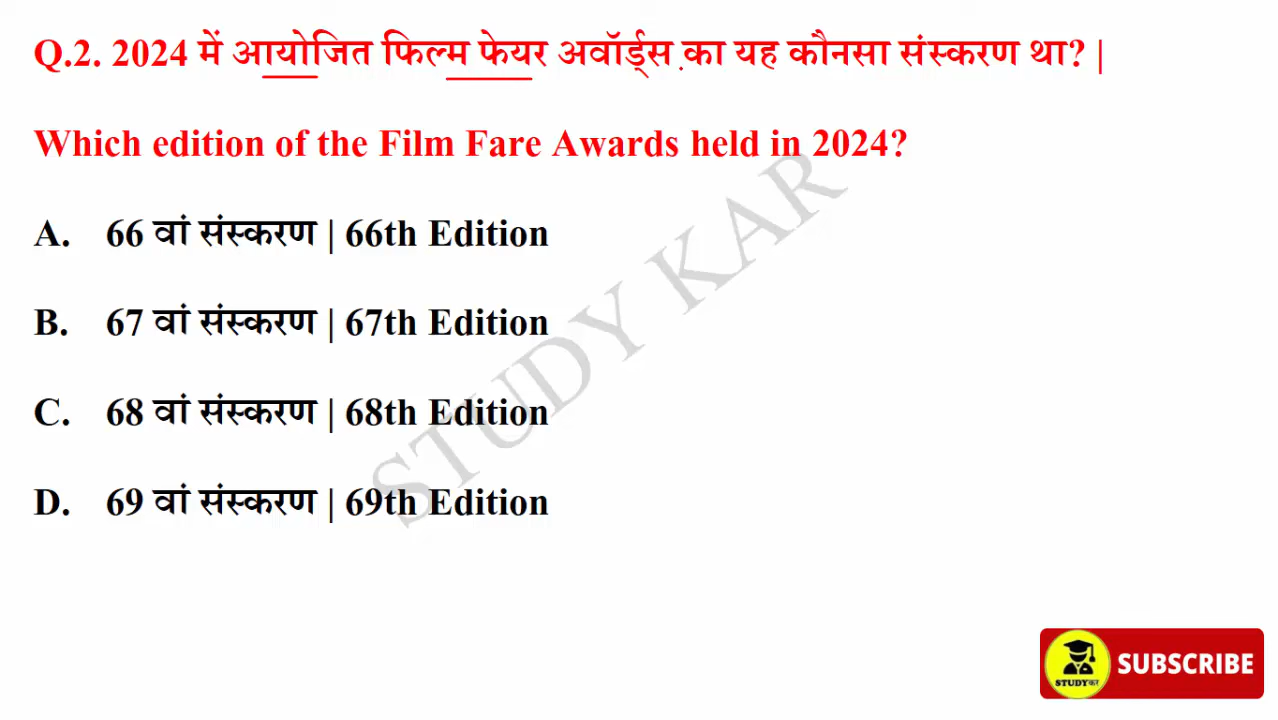 Q.2. 2024 में आयोजित फिल्म फेयर अवॉर्ड्स का यह कौनसा संस्करण था? |
Which edition of the Film Fare Awards held in 2024?
A. 66 वां संस्करण | 66th Edition
B. 67 वां संस्करण | 67th Edition
C. 68 वां संस्करण | 68th Edition
D. 69 वां संस्करण | 69th Edition
STUDY KAR
STUDYकर
SUBSCRIBE